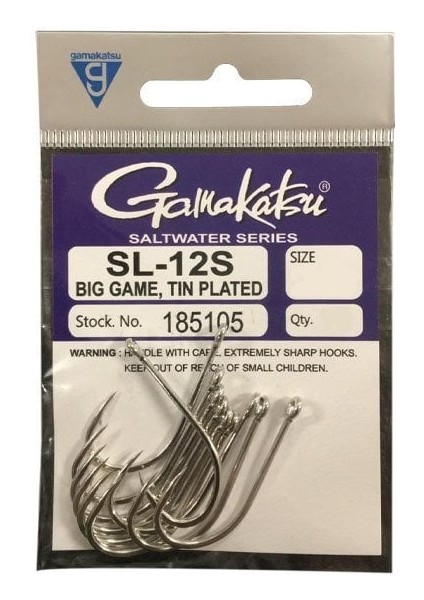 gamakatsu
G
Gamakatsu®
SALTWATER SERIES
SL-12S
SIZE
BIG GAME, TIN PLATED
Stock. No. 185105
Qty.
WARNING : HANDLE WITH CARE, EXTREMELY SHARP HOOKS.
KEEP OUT OF REACH OF SMALL CHILDREN.